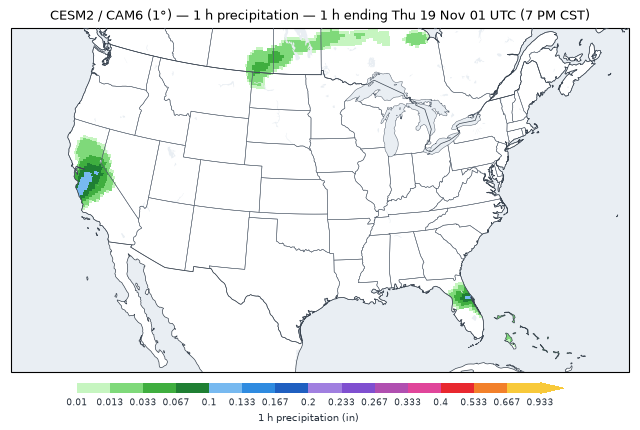 CESM2 / CAM6 (1°) — 1 h precipitation — 1 h ending Thu 19 Nov 01 UTC (7 PM CST)
0.01 0.013 0.033 0.067 0.1 0.133 0.167 0.2 0.233 0.267 0.333 0.4 0.533 0.667 0.933
1 h precipitation (in)